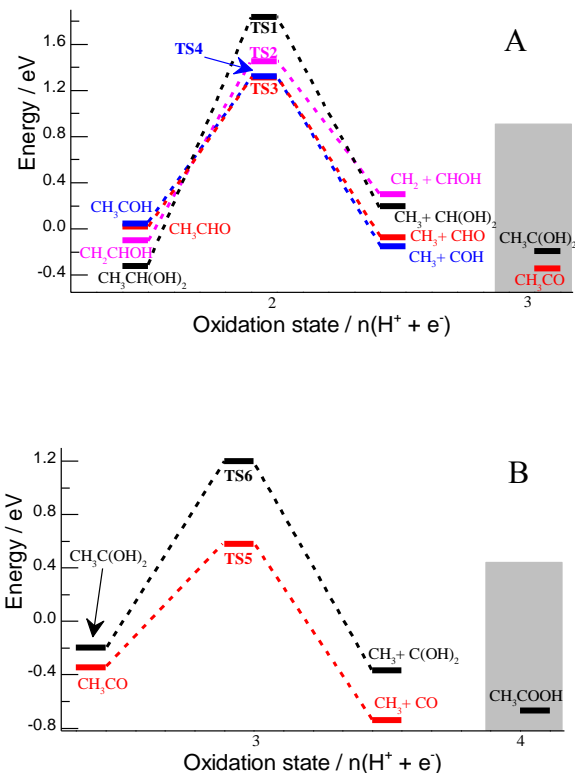 A
TS1
TS4
TS2
TS3
1.6
1.2
0.8
0.4
0.0
-0.4
Energy / eV
CH₃COH
CH₃CHO
CH₂CHOH
CH₃CH(OH)₂
CH₂ + CHOH
CH₃+ CH(OH)₂
CH₃+ CHO
CH₃+ COH
CH₃C(OH)₂
CH₃CO
2
3
Oxidation state / n(H⁺ + e⁻)
B
1.2
0.8
0.4
0.0
-0.4
-0.8
Energy / eV
TS6
TS5
CH₃C(OH)₂
CH₃CO
CH₃+ C(OH)₂
CH₃+ CO
CH₃COOH
3
4
Oxidation state / n(H⁺ + e⁻)